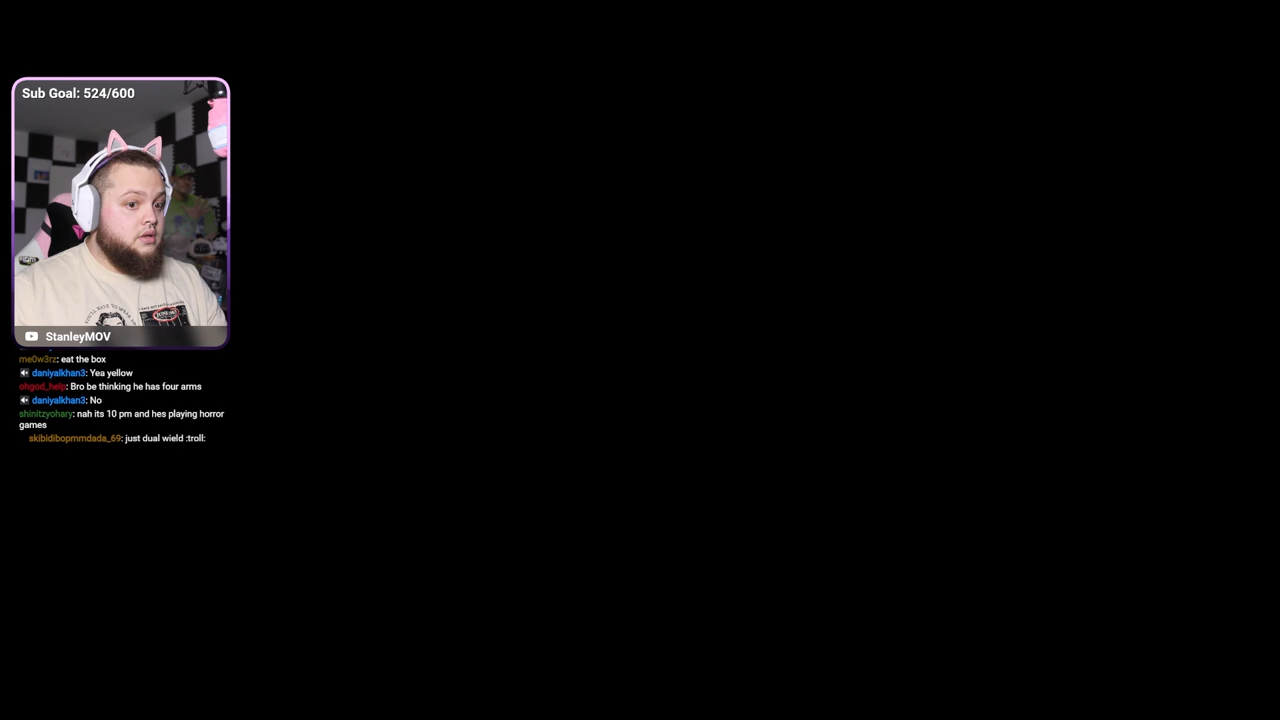 Sub Goal: 524/600
StanleyMOV
me0w3rz: eat the box
daniyalkhan3: Yea yellow
ohgod_help: Bro be thinking he has four arms
daniyalkhan3: No
shinitzyohary: nah its 10 pm and hes playing horror
games
skibidibopmmdada_69: just dual wield :troll: